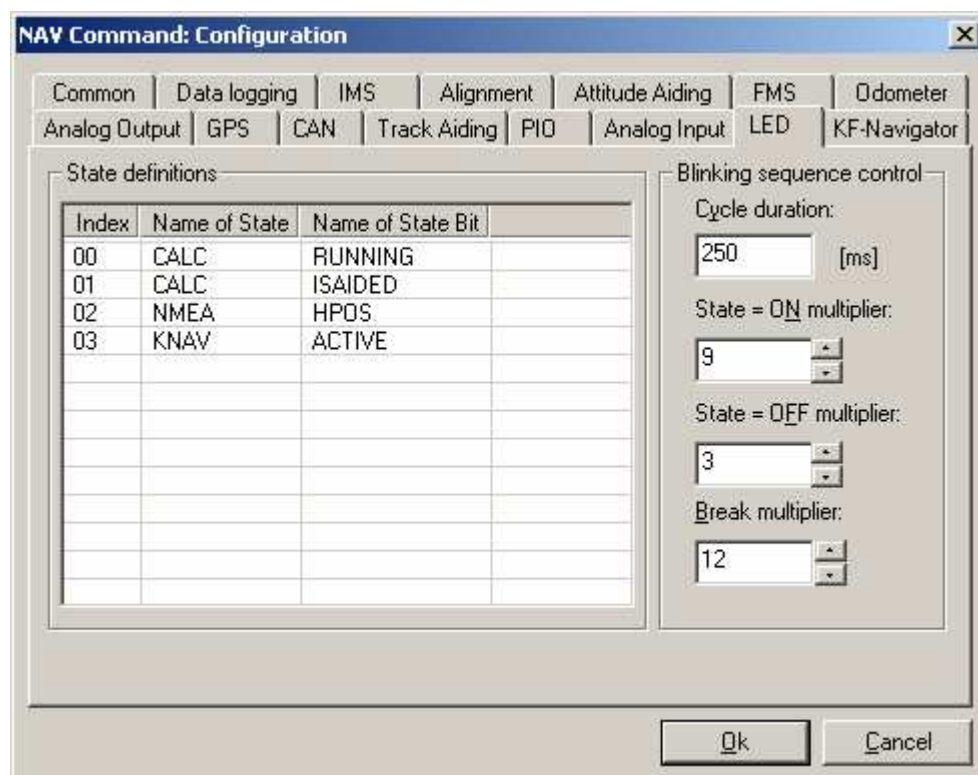 NAV Command: Configuration
Common Data logging IMS Alignment Attitude Aiding FMS Odometer
Analog Output GPS CAN Track Aiding PIO Analog Input LED KF-Navigator
State definitions
Index Name of State Name of State Bit
00 CALC RUNNING
01 CALC ISAIDED
02 NMEA HPOS
03 KNAV ACTIVE
Blinking sequence control
Cycle duration:
250 [ms]
State = ON multiplier:
9
State = OFF multiplier:
3
Break multiplier:
12
Ok Cancel